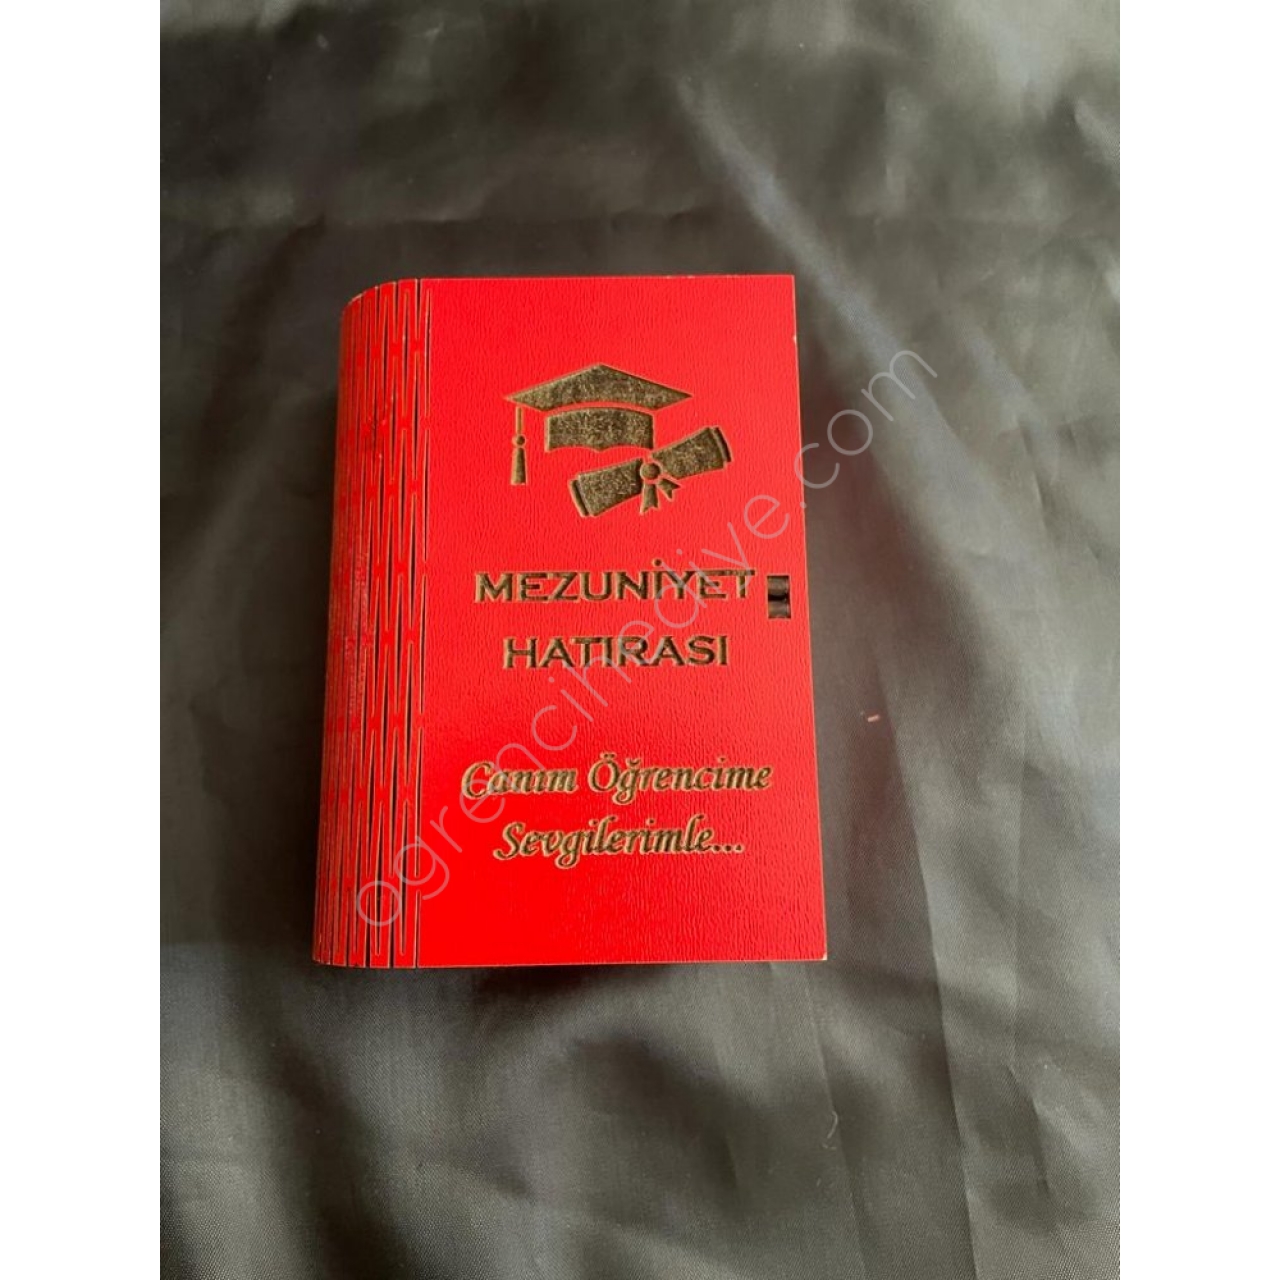 MEZUNİYET
HATIRASI
Canım Öğrencime
Sevgilerimle...
ogrencihediye.com